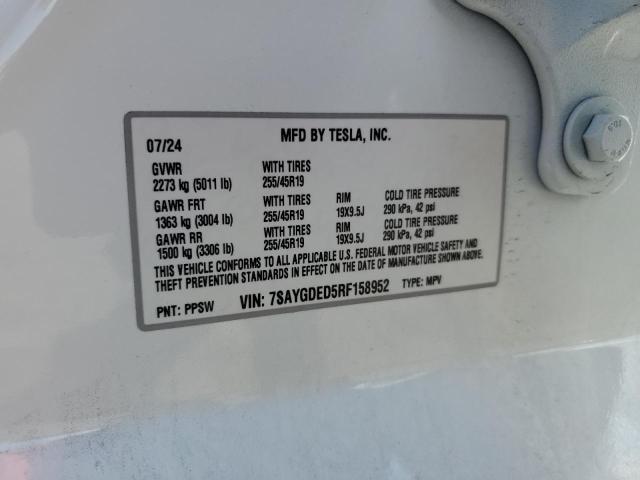 MFD BY TESLA, INC.
07/24
GVWR WITH TIRES
2273 kg (5011 lb) 255/45R19
GAWR FRT WITH TIRES RIM COLD TIRE PRESSURE
1363 kg (3004 lb) 255/45R19 19X9.5J 290 kPa, 42 psi
GAWR RR WITH TIRES RIM COLD TIRE PRESSURE
1500 kg (3306 lb) 255/45R19 19X9.5J 290 kPa, 42 psi
THIS VEHICLE CONFORMS TO ALL APPLICABLE U.S. FEDERAL MOTOR VEHICLE SAFETY AND
THEFT PREVENTION STANDARDS IN EFFECT ON THE DATE OF MANUFACTURE SHOWN ABOVE.
PNT: PPSW VIN: 7SAYGDED5RF158952 TYPE: MPV